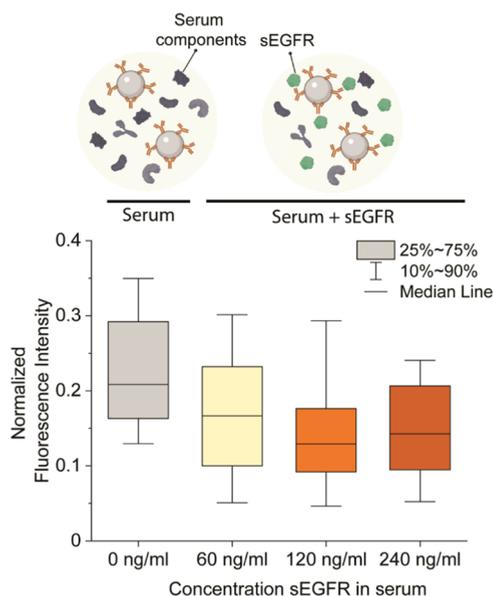 Serum
components
sEGFR
Serum
Serum + sEGFR
0.4
0.3
0.2
0.1
0
Normalized
Fluorescence Intensity
25%~75%
10%~90%
Median Line
0 ng/ml
60 ng/ml
120 ng/ml
240 ng/ml
Concentration sEGFR in serum